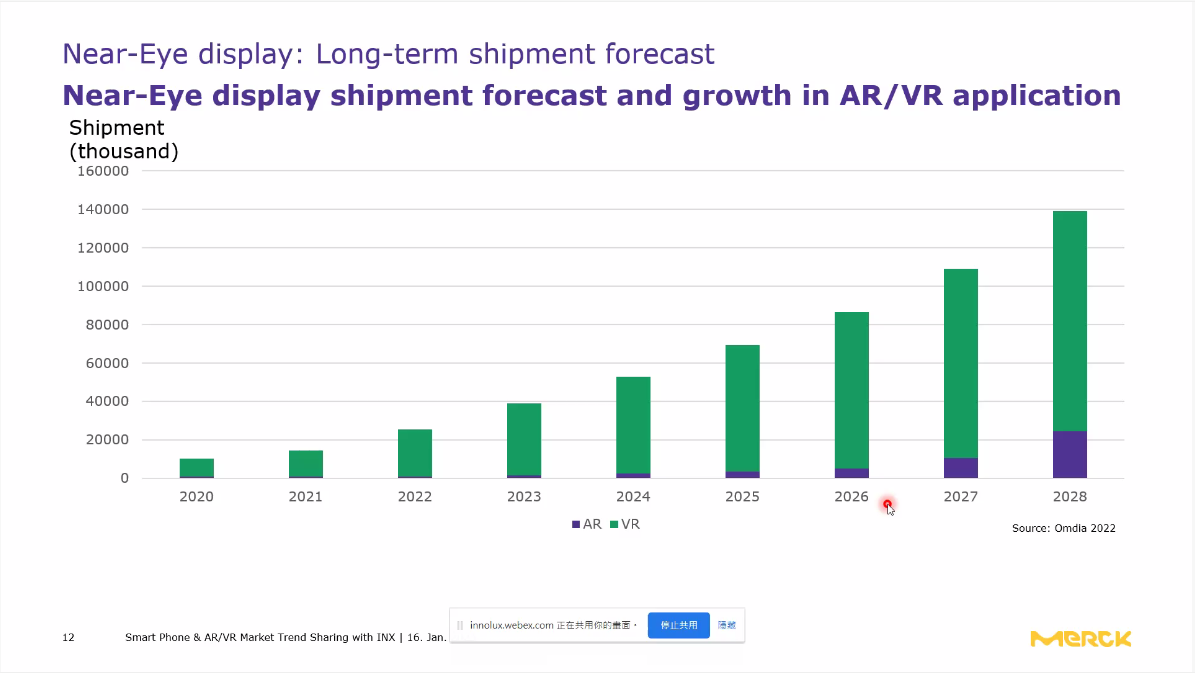 Near-Eye display: Long-term shipment forecast
Near-Eye display shipment forecast and growth in AR/VR application
Shipment
(thousand)
160000
140000
120000
100000
80000
60000
40000
20000
0
2020 2021 2022 2023 2024 2025 2026 2027 2028
AR VR
Source: Omdia 2022
innolux.webex.com 正在共用你的畫面。 停止共用 隱藏
12 Smart Phone & AR/VR Market Trend Sharing with INX | 16. Jan.
MERCK